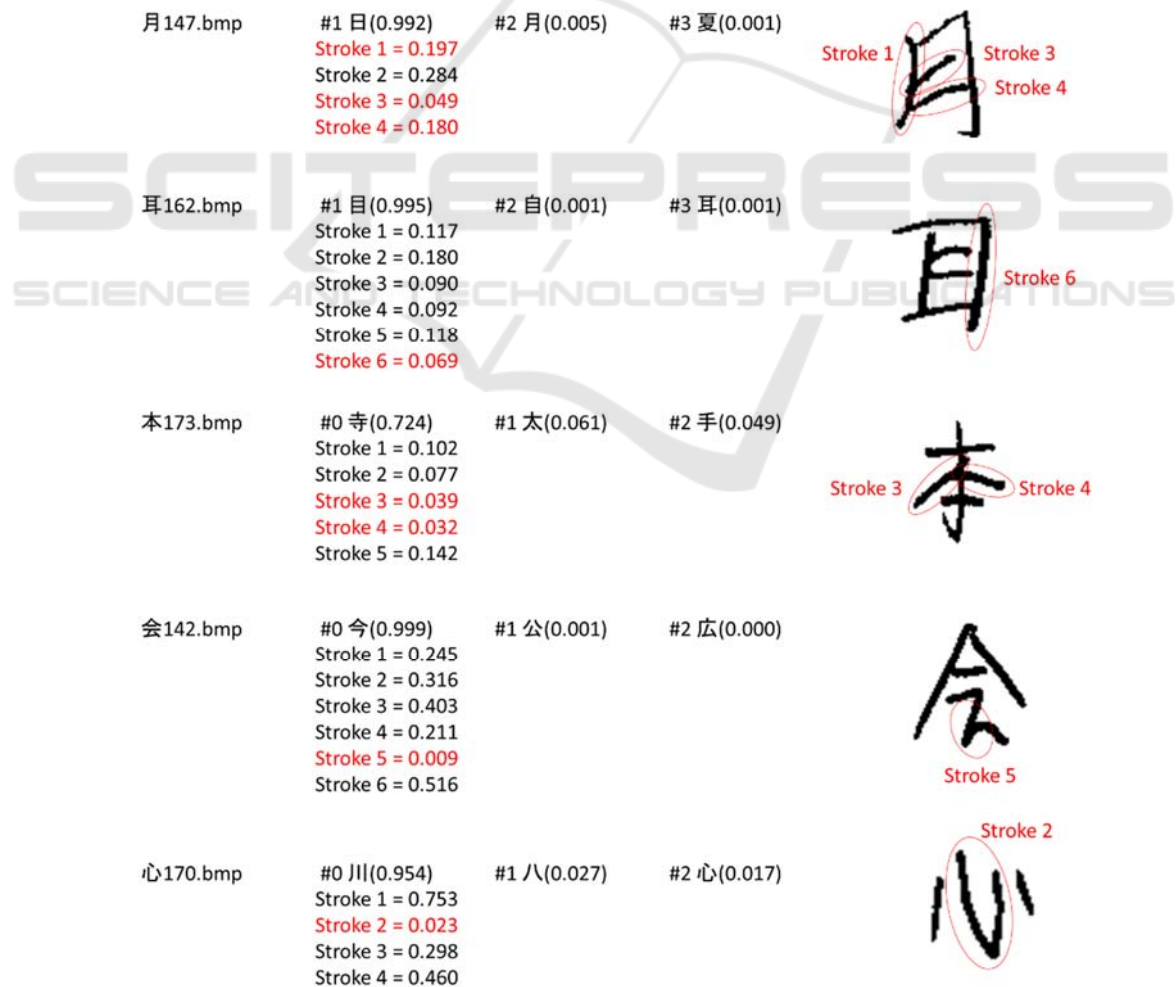 月147.bmp #1 日(0.992) #2 月(0.005) #3 夏(0.001)
Stroke 1 = 0.197
Stroke 2 = 0.284
Stroke 3 = 0.049
Stroke 4 = 0.180
Stroke 1
Stroke 3
Stroke 4
月
SCITEPRESS
SCIENCE AND TECHNOLOGY PUBLICATIONS
耳162.bmp #1 目(0.995) #2 自(0.001) #3 耳(0.001)
Stroke 1 = 0.117
Stroke 2 = 0.180
Stroke 3 = 0.090
Stroke 4 = 0.092
Stroke 5 = 0.118
Stroke 6 = 0.069
耳
Stroke 6
本173.bmp #0 寺(0.724) #1 太(0.061) #2 手(0.049)
Stroke 1 = 0.102
Stroke 2 = 0.077
Stroke 3 = 0.039
Stroke 4 = 0.032
Stroke 5 = 0.142
Stroke 3
本
Stroke 4
会142.bmp #0 今(0.999) #1 公(0.001) #2 広(0.000)
Stroke 1 = 0.245
Stroke 2 = 0.316
Stroke 3 = 0.403
Stroke 4 = 0.211
Stroke 5 = 0.009
Stroke 6 = 0.516
会
Stroke 5
心170.bmp #0 川(0.954) #1 八(0.027) #2 心(0.017)
Stroke 1 = 0.753
Stroke 2 = 0.023
Stroke 3 = 0.298
Stroke 4 = 0.460
Stroke 2
心